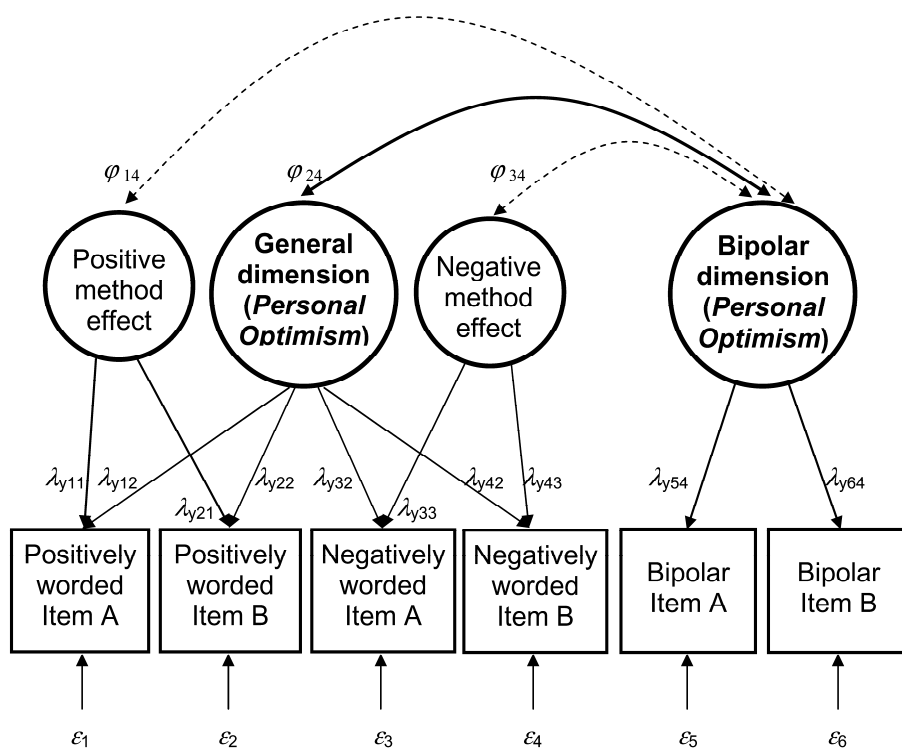 φ14
φ24
φ34
Positive
method
effect
General
dimension
(Personal
Optimism)
Negative
method
effect
Bipolar
dimension
(Personal
Optimism)
λy11
λy12
λy21
λy22
λy32
λy33
λy42
λy43
λy54
λy64
Positively
worded
Item A
Positively
worded
Item B
Negatively
worded
Item A
Negatively
worded
Item B
Bipolar
Item A
Bipolar
Item B
ε1
ε2
ε3
ε4
ε5
ε6